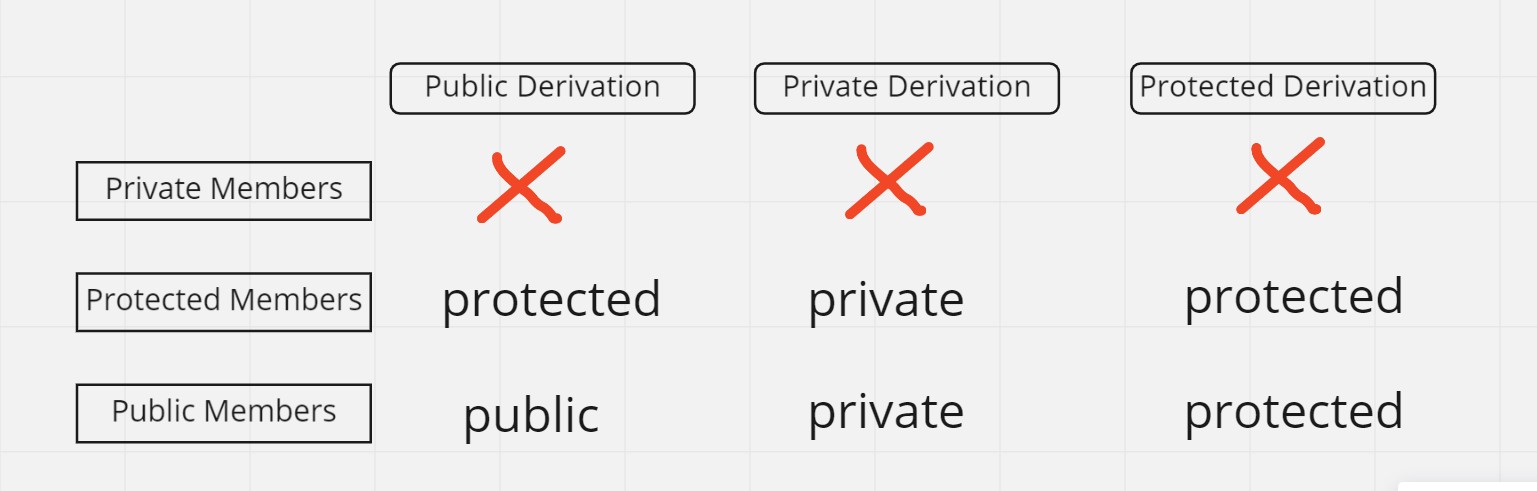 Public Derivation Private Derivation Protected Derivation
Private Members
Protected Members protected private protected
Public Members public private protected